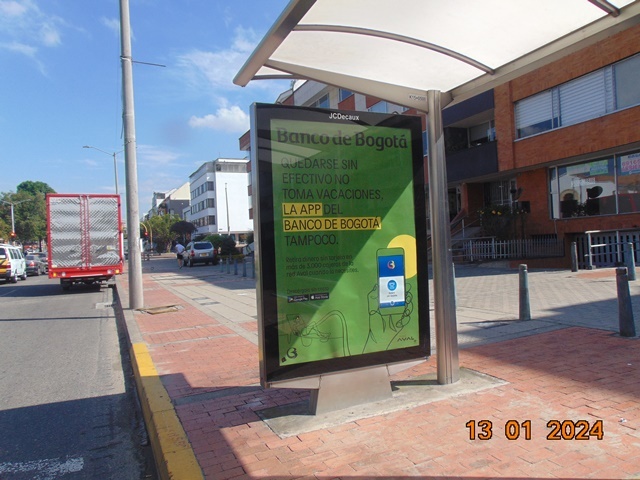 JCDecaux
Banco de Bogotá
QUEDARSE SIN
EFECTIVO NO
TOMA VACACIONES,
LA APP DEL
BANCO DE BOGOTÁ
TAMPOCO.
13 01 2024